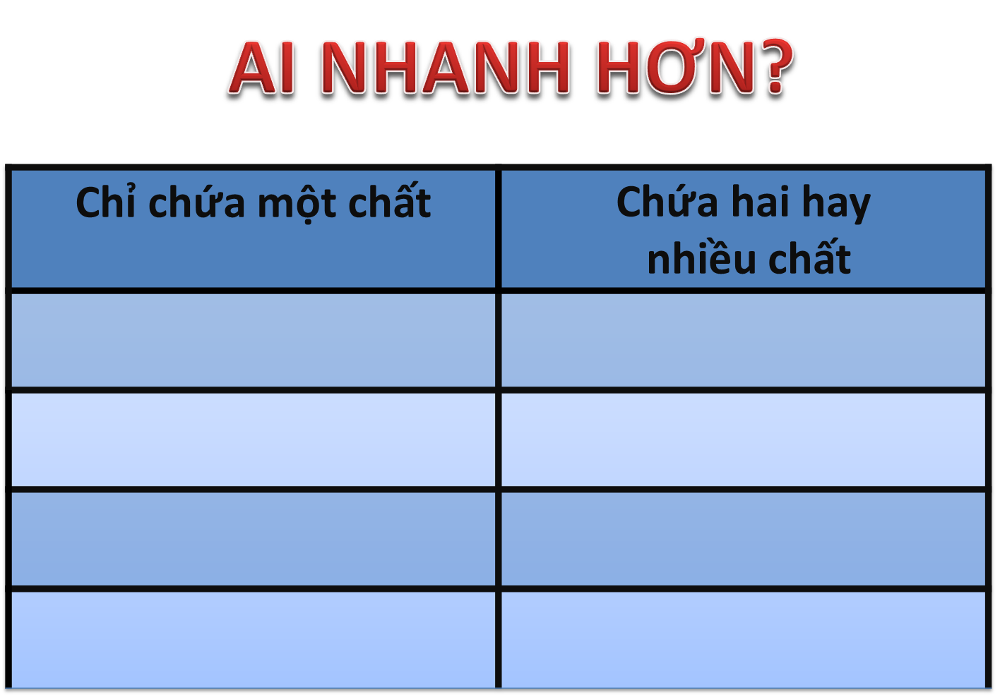 AI NHANH HƠN?
Chỉ chứa một chất
Chứa hai hay
nhiều chất